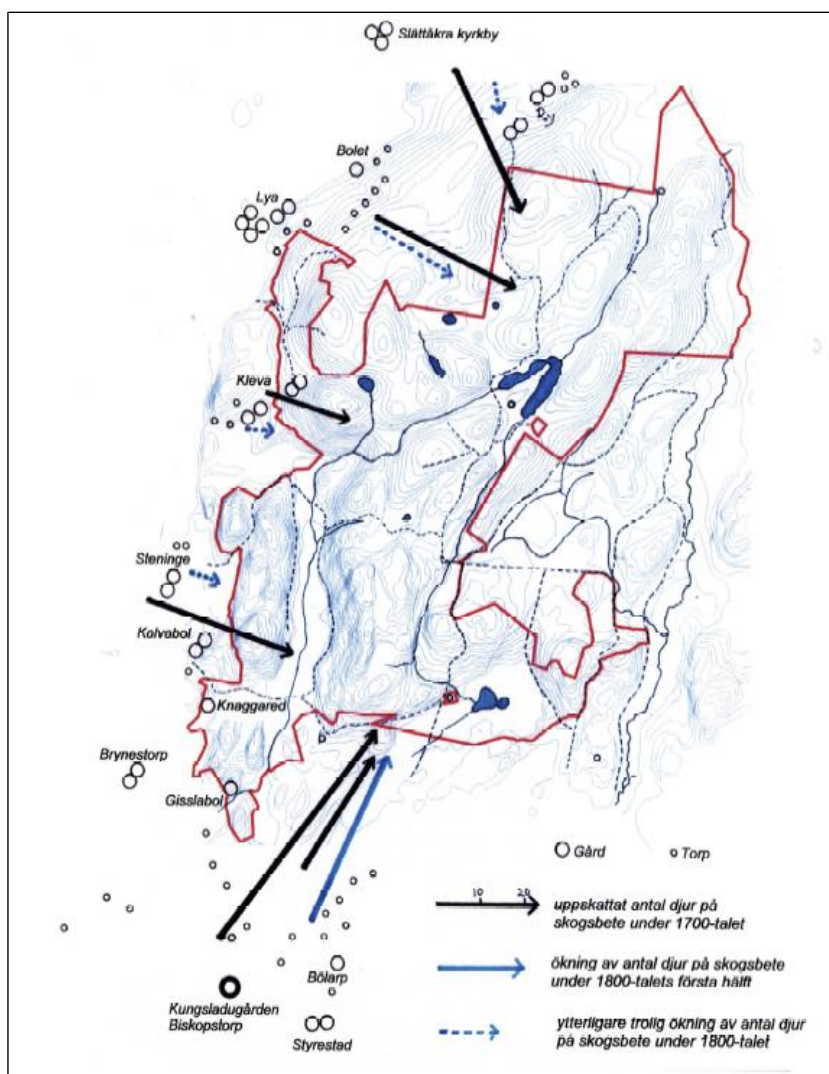 Slättåkra kyrkby
Bolet
Lya
Kleva
Steninge
Kolvabol
Knaggared
Brynestorp
Gisslabol
Gård
Torp
10 20
uppskattat antal djur på
skogsbete under 1700-talet
Bölarp
ökning av antal djur på skogsbete
under 1800-talets första hälft
Kungsladugården
Biskopstorp
Styrestad
ytterligare trolig ökning av antal djur
på skogsbete under 1800-talet